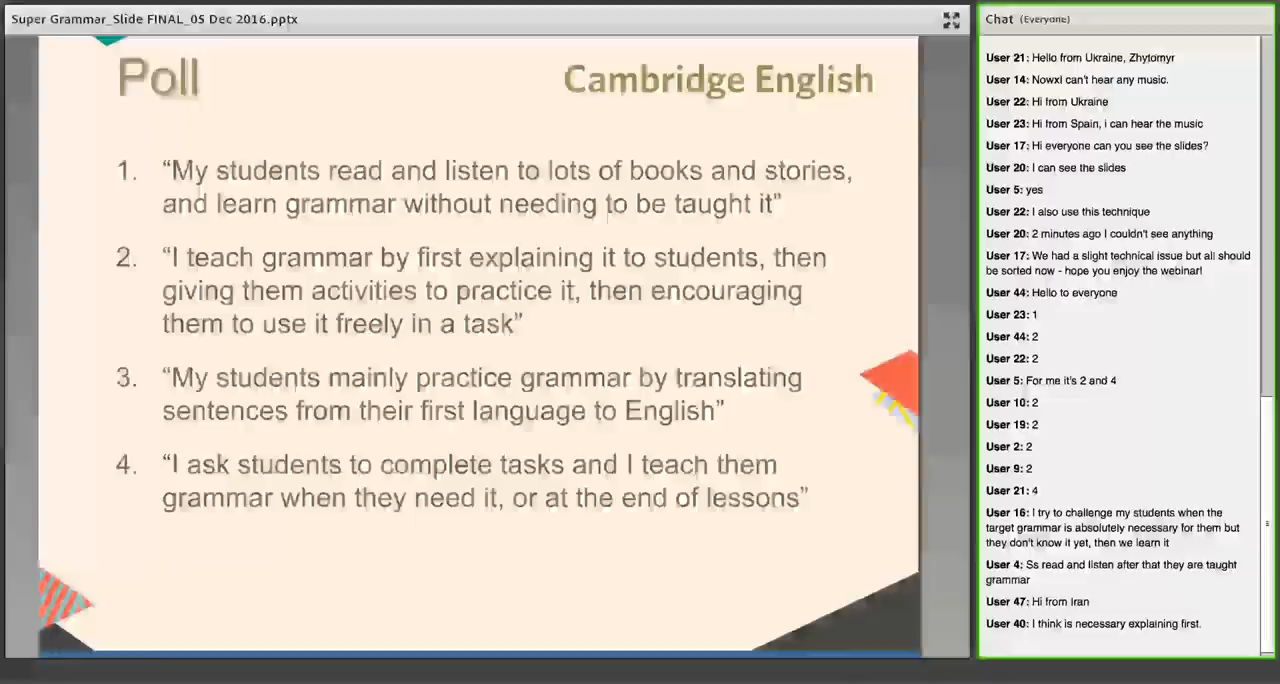 Super Grammar_Slide FINAL_05 Dec 2016.pptx
Poll
Cambridge English
1. “My students read and listen to lots of books and stories,
and learn grammar without needing to be taught it”
2. “I teach grammar by first explaining it to students, then
giving them activities to practice it, then encouraging
them to use it freely in a task”
3. “My students mainly practice grammar by translating
sentences from their first language to English”
4. “I ask students to complete tasks and I teach them
grammar when they need it, or at the end of lessons”
Chat (Everyone)
User 21: Hello from Ukraine, Zhytomyr
User 14: NowxI can't hear any music.
User 22: Hi from Ukraine
User 23: Hi from Spain, i can hear the music
User 17: Hi everyone can you see the slides?
User 20: I can see the slides
User 5: yes
User 22: I also use this technique
User 20: 2 minutes ago I couldn't see anything
User 17: We had a slight technical issue but all should
be sorted now - hope you enjoy the webinar!
User 44: Hello to everyone
User 23: 1
User 44: 2
User 22: 2
User 5: For me it's 2 and 4
User 10: 2
User 19: 2
User 2: 2
User 9: 2
User 21: 4
User 16: I try to challenge my students when the
target grammar is absolutely necessary for them but
they don't know it yet, then we learn it
User 4: Ss read and listen after that they are taught
grammar
User 47: Hi from Iran
User 40: I think is necessary explaining first.